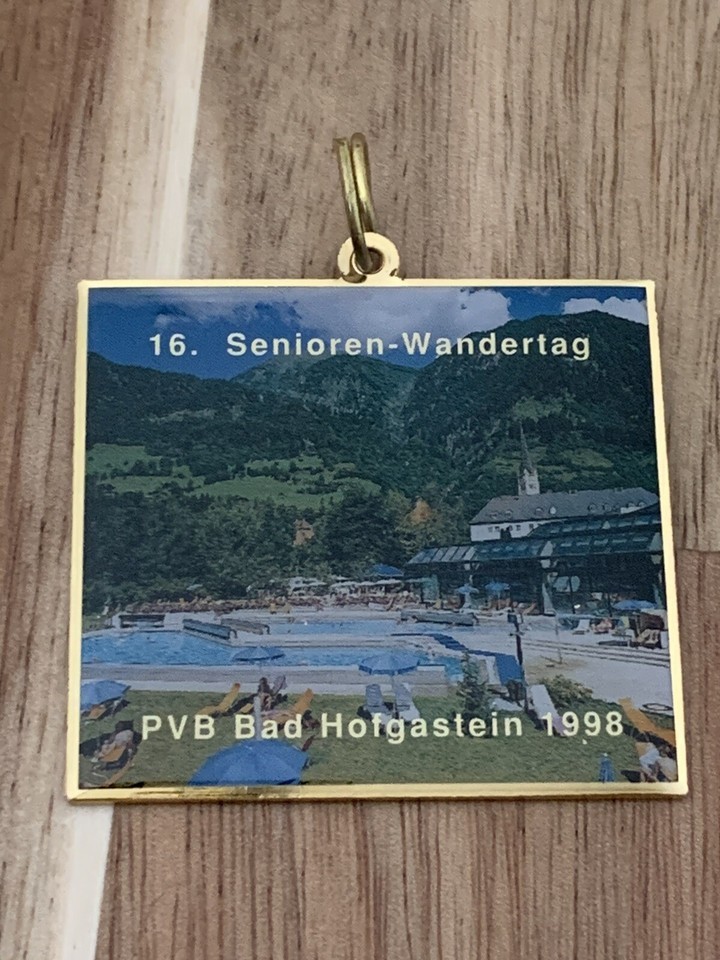 16. Senioren-Wandertag
PVB Bad Hofgastein 1998